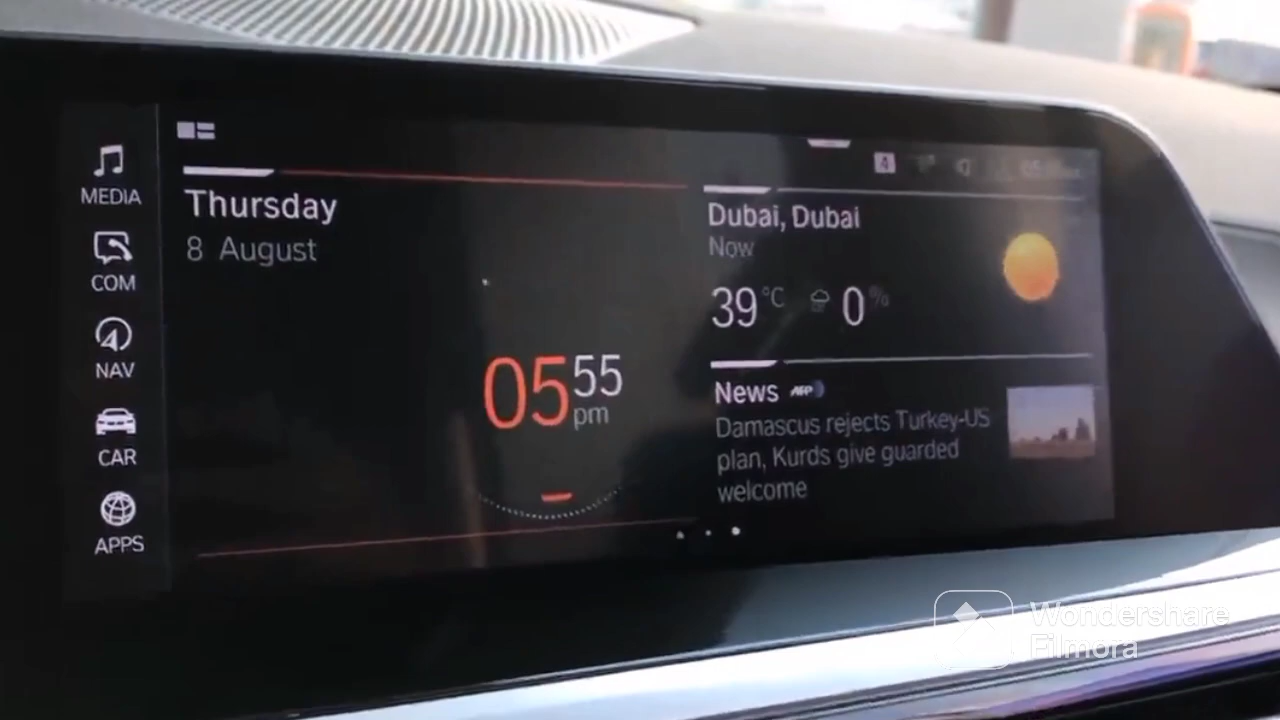 MEDIA
COM
NAV
CAR
APPS
Thursday
8 August
05 55
pm
4
Dubai, Dubai
Now
39 °C 0 %
News AFP
Damascus rejects Turkey-US
plan, Kurds give guarded
welcome
Wondershare
Filmora